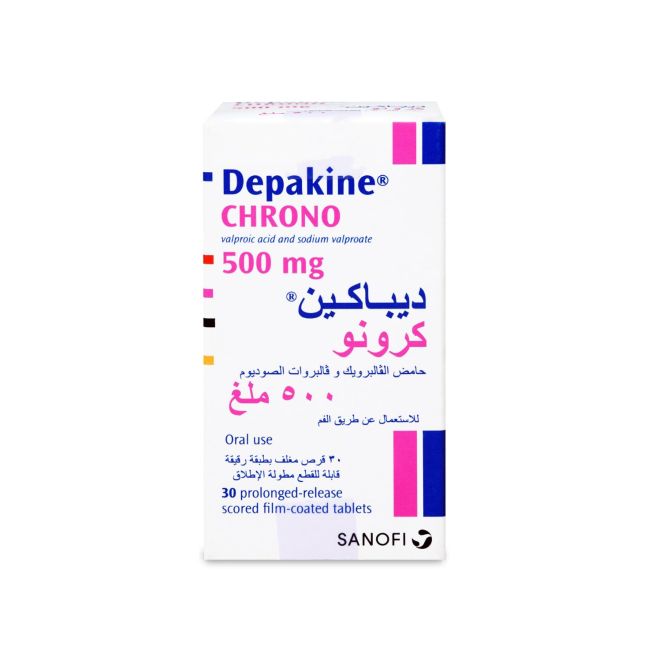 500 mg
Depakine®
CHRONO
valproic acid and sodium valproate
500 mg
ديباكين®
كرونو
حامض الڤالبرويك و ڤالبروات الصوديوم
٥٠٠ ملغ
للاستعمال عن طريق الفم
Oral use
٣٠ قرص مغلف بطبقة رقيقة
قابلة للقطع مطولة الإطلاق
30 prolonged-release
scored film-coated tablets
SANOFI